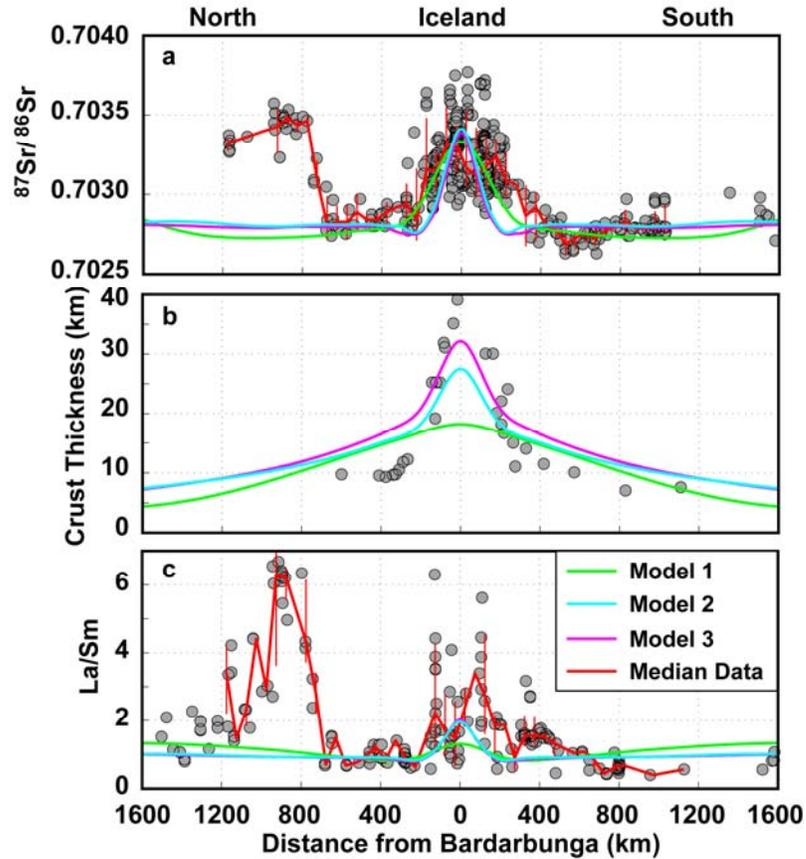 North Iceland South
a
0.7040
0.7035
0.7030
0.7025
87Sr/ 86Sr
b
40
30
20
10
0
Crust Thickness (km)
c
6
4
2
0
La/Sm
Model 1
Model 2
Model 3
Median Data
1600 1200 800 400 0 400 800 1200 1600
Distance from Bardarbunga (km)